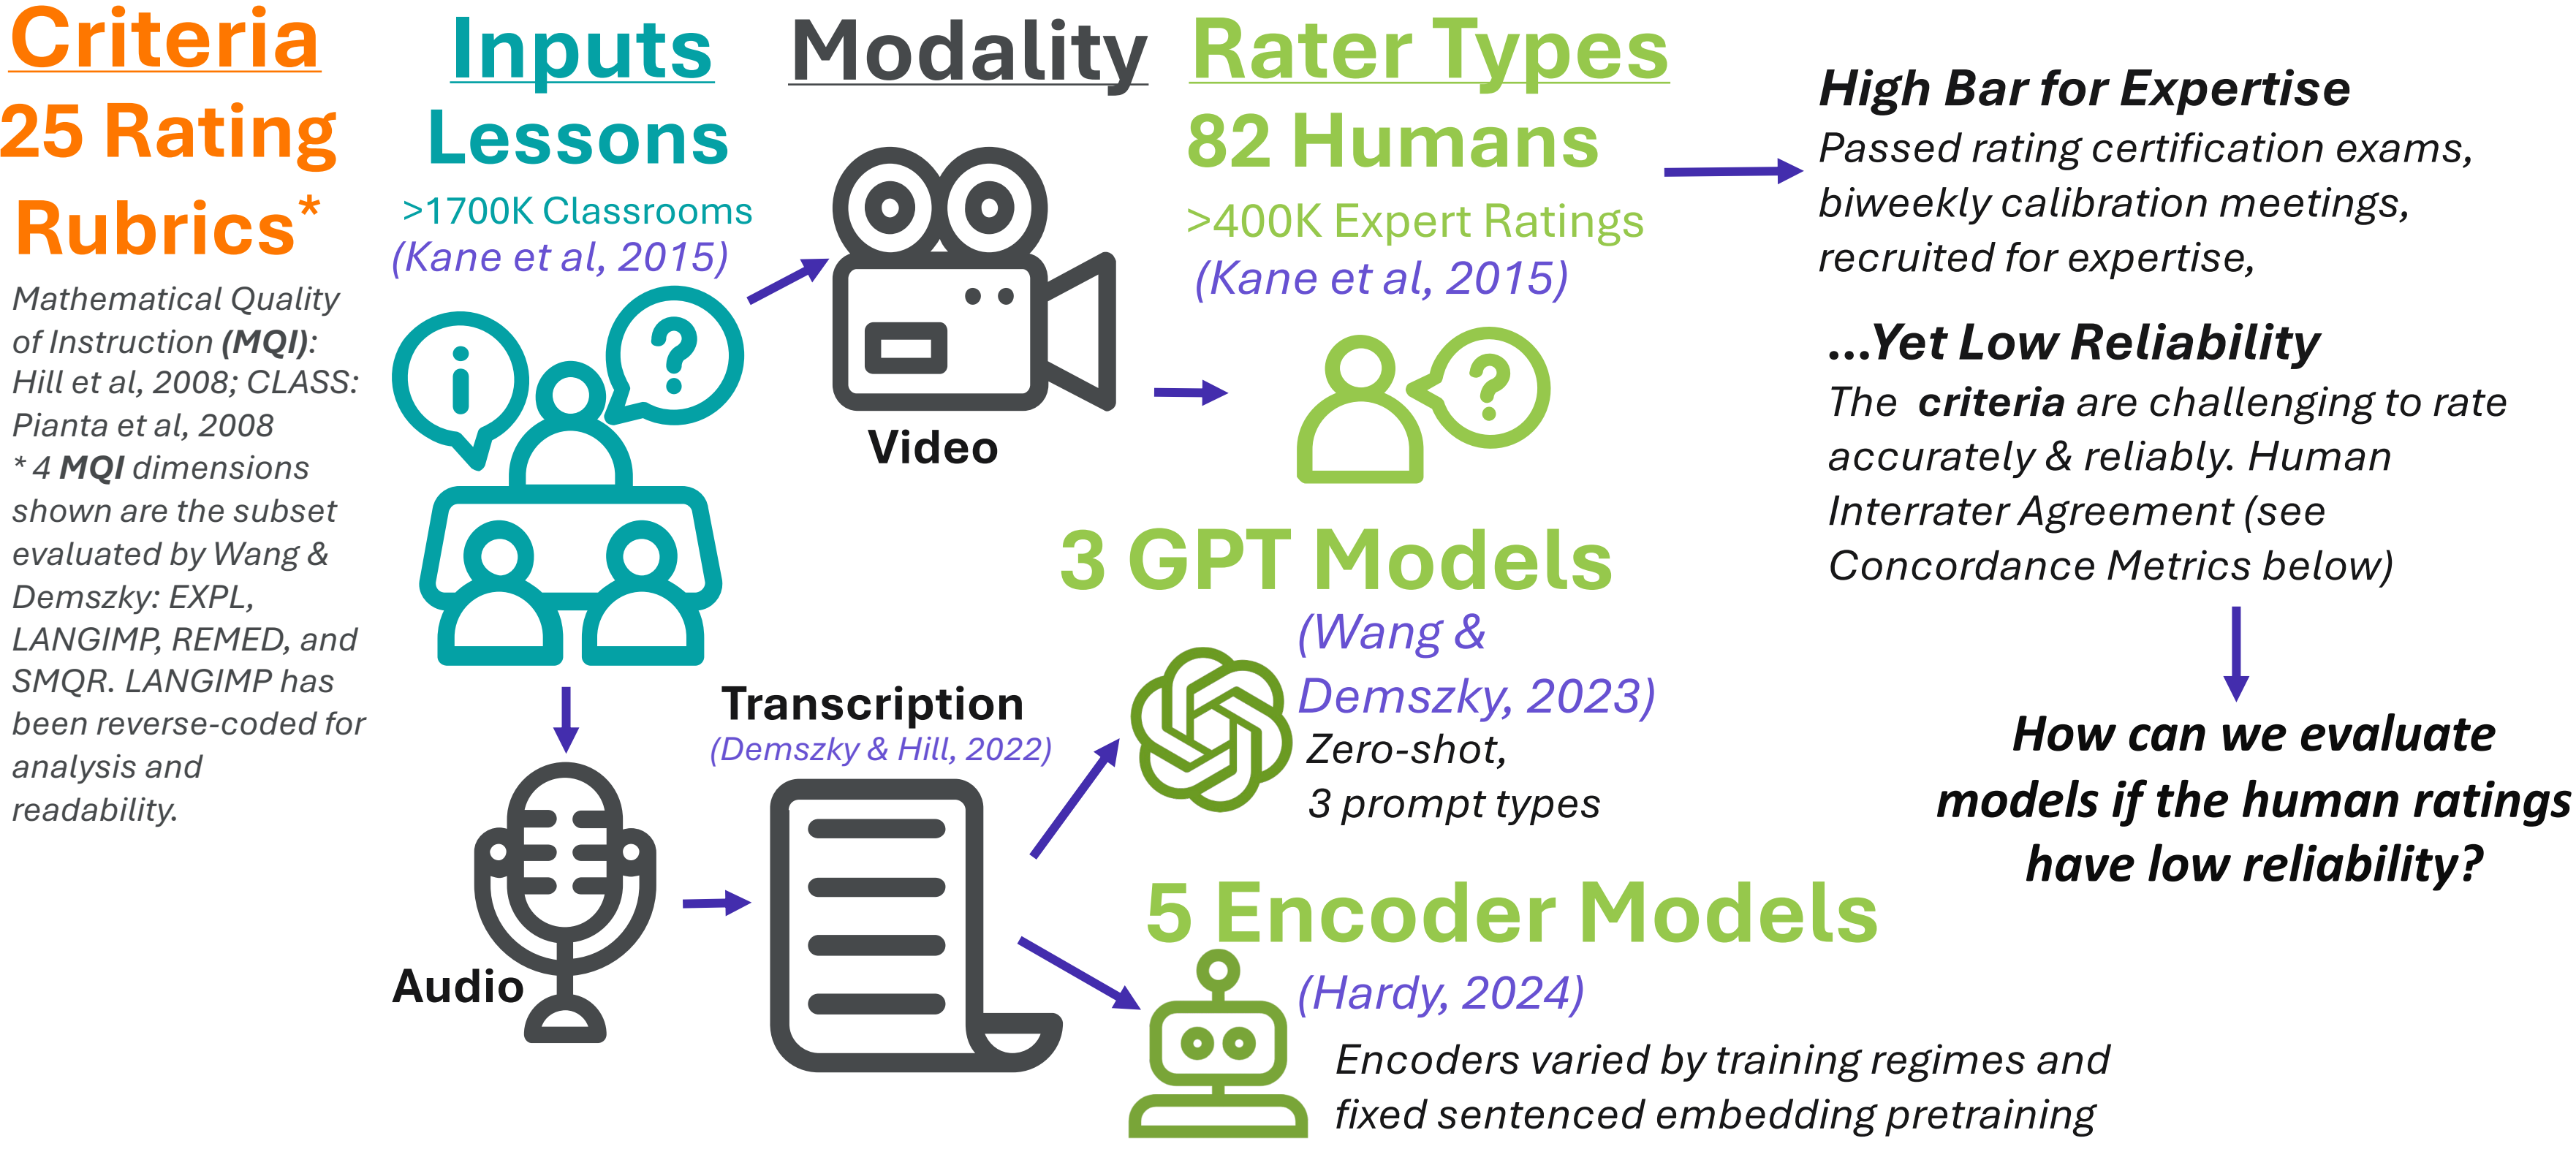 Criteria
25 Rating
Rubrics*
Mathematical Quality
of Instruction (MQI):
Hill et al, 2008; CLASS:
Pianta et al, 2008
* 4 MQI dimensions
shown are the subset
evaluated by Wang &
Demszky: EXPL,
LANGIMP, REMED, and
SMQR. LANGIMP has
been reverse-coded for
analysis and
readability.
Inputs
Lessons
>1700K Classrooms
(Kane et al, 2015)
i
?
Audio
Modality
Video
Transcription
(Demszky & Hill, 2022)
Rater Types
82 Humans
>400K Expert Ratings
(Kane et al, 2015)
?
3 GPT Models
(Wang &
Demszky, 2023)
Zero-shot,
3 prompt types
5 Encoder Models
(Hardy, 2024)
Encoders varied by training regimes and
fixed sentenced embedding pretraining
High Bar for Expertise
Passed rating certification exams,
biweekly calibration meetings,
recruited for expertise,
...Yet Low Reliability
The criteria are challenging to rate
accurately & reliably. Human
Interrater Agreement (see
Concordance Metrics below)
How can we evaluate
models if the human ratings
have low reliability?